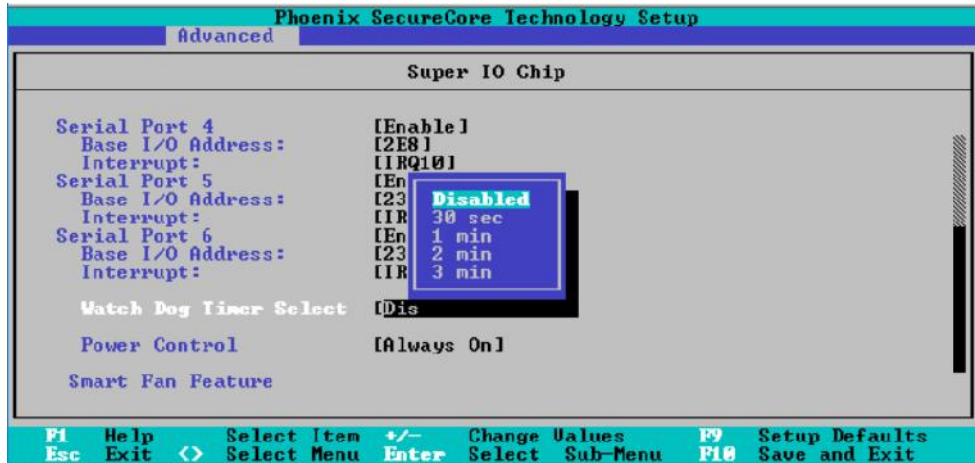 Phoenix SecureCore Technology Setup
Advanced
Super IO Chip
Serial Port 4 [Enable]
Base I/O Address: [2E8]
Interrupt: [IRQ10]
Serial Port 5 [En
Base I/O Address: [23 Disabled
Interrupt: [IR 30 sec
Serial Port 6 [En 1 min
Base I/O Address: [23 2 min
Interrupt: [IR 3 min
Watch Dog Timer Select [Dis
Power Control [Always On]
Smart Fan Feature
F1 Help Select Item +/- Change Values F9 Setup Defaults
Esc Exit <> Select Menu Enter Select Sub-Menu F10 Save and Exit